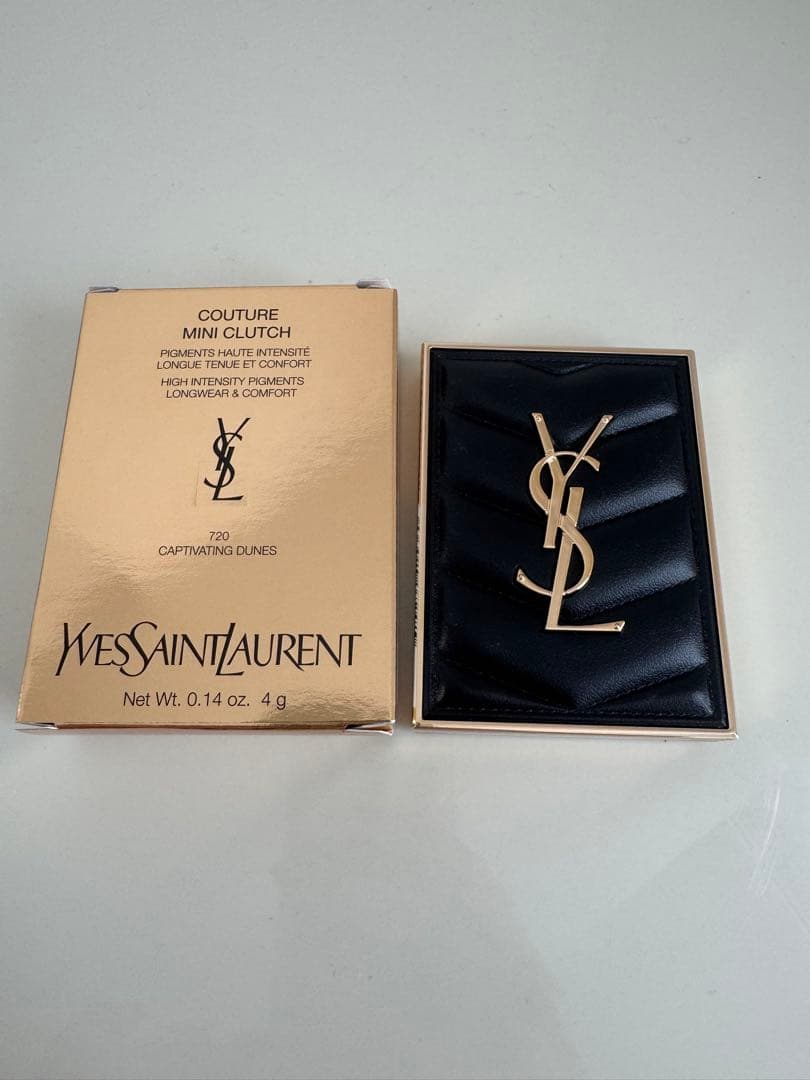 COUTURE
MINI CLUTCH
PIGMENTS HAUTE INTENSITÉ
LONGUE TENUE ET CONFORT
HIGH INTENSITY PIGMENTS
LONGWEAR & COMFORT
YSL
720
CAPTIVATING DUNES
YVESSAINTLAURENT
Net Wt. 0.14 oz. 4 g
YSL